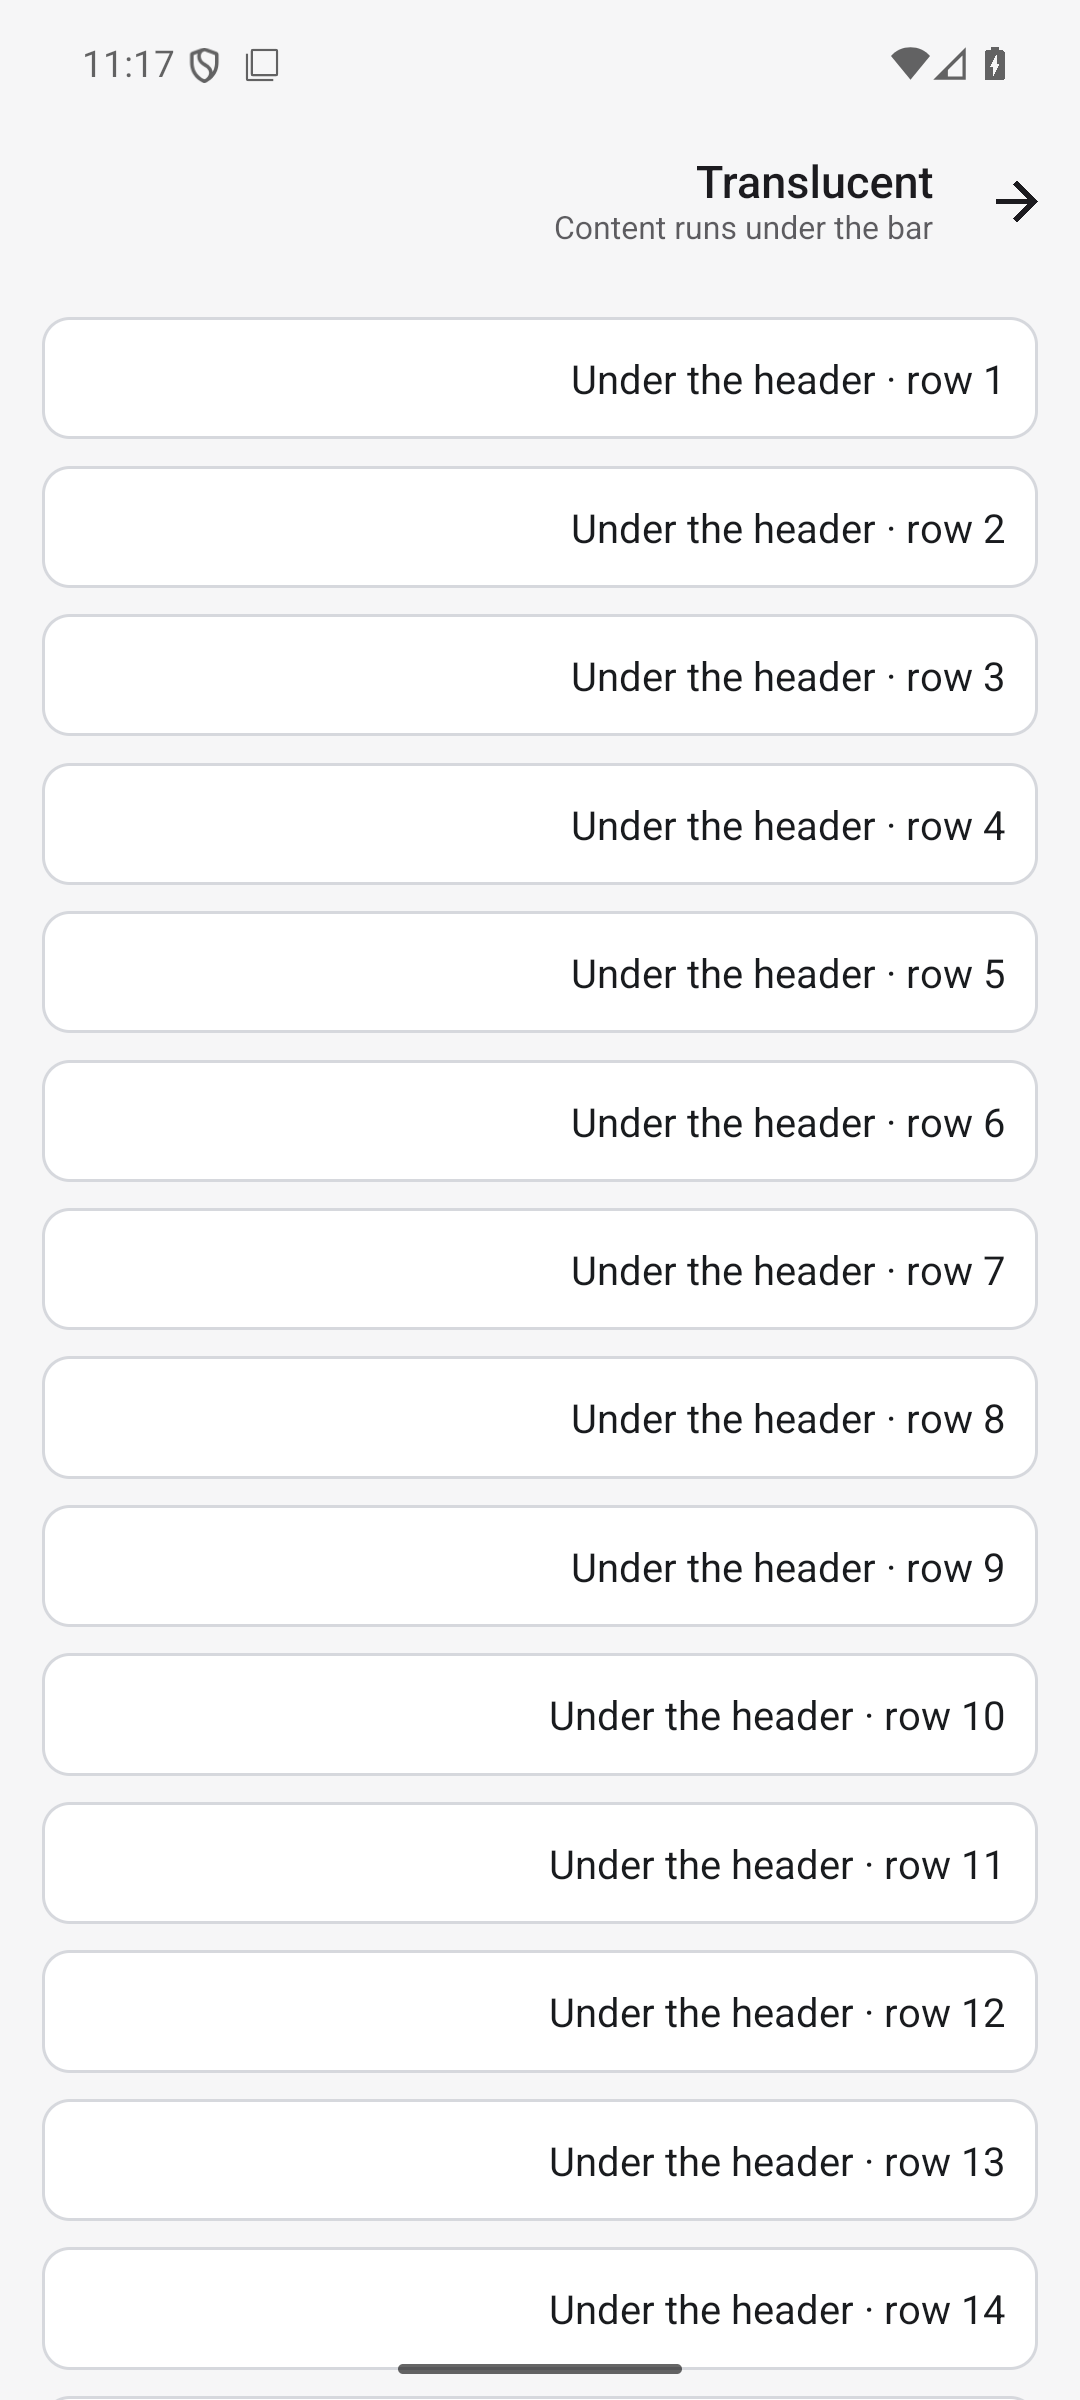 11:17
Translucent
Content runs under the bar
Under the header · row 1
Under the header · row 2
Under the header · row 3
Under the header · row 4
Under the header · row 5
Under the header · row 6
Under the header · row 7
Under the header · row 8
Under the header · row 9
Under the header · row 10
Under the header · row 11
Under the header · row 12
Under the header · row 13
Under the header · row 14